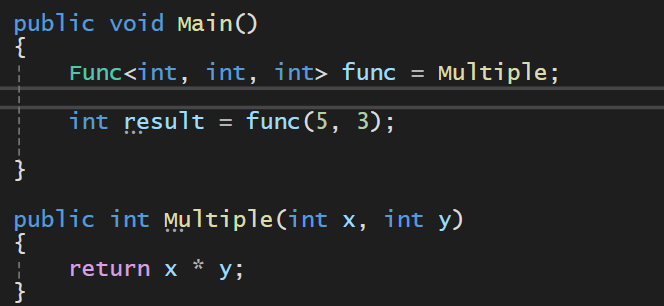 public void Main()
{
Func<int, int, int> func = Multiple;
int result = func(5, 3);
}
public int Multiple(int x, int y)
{
return x * y;
}